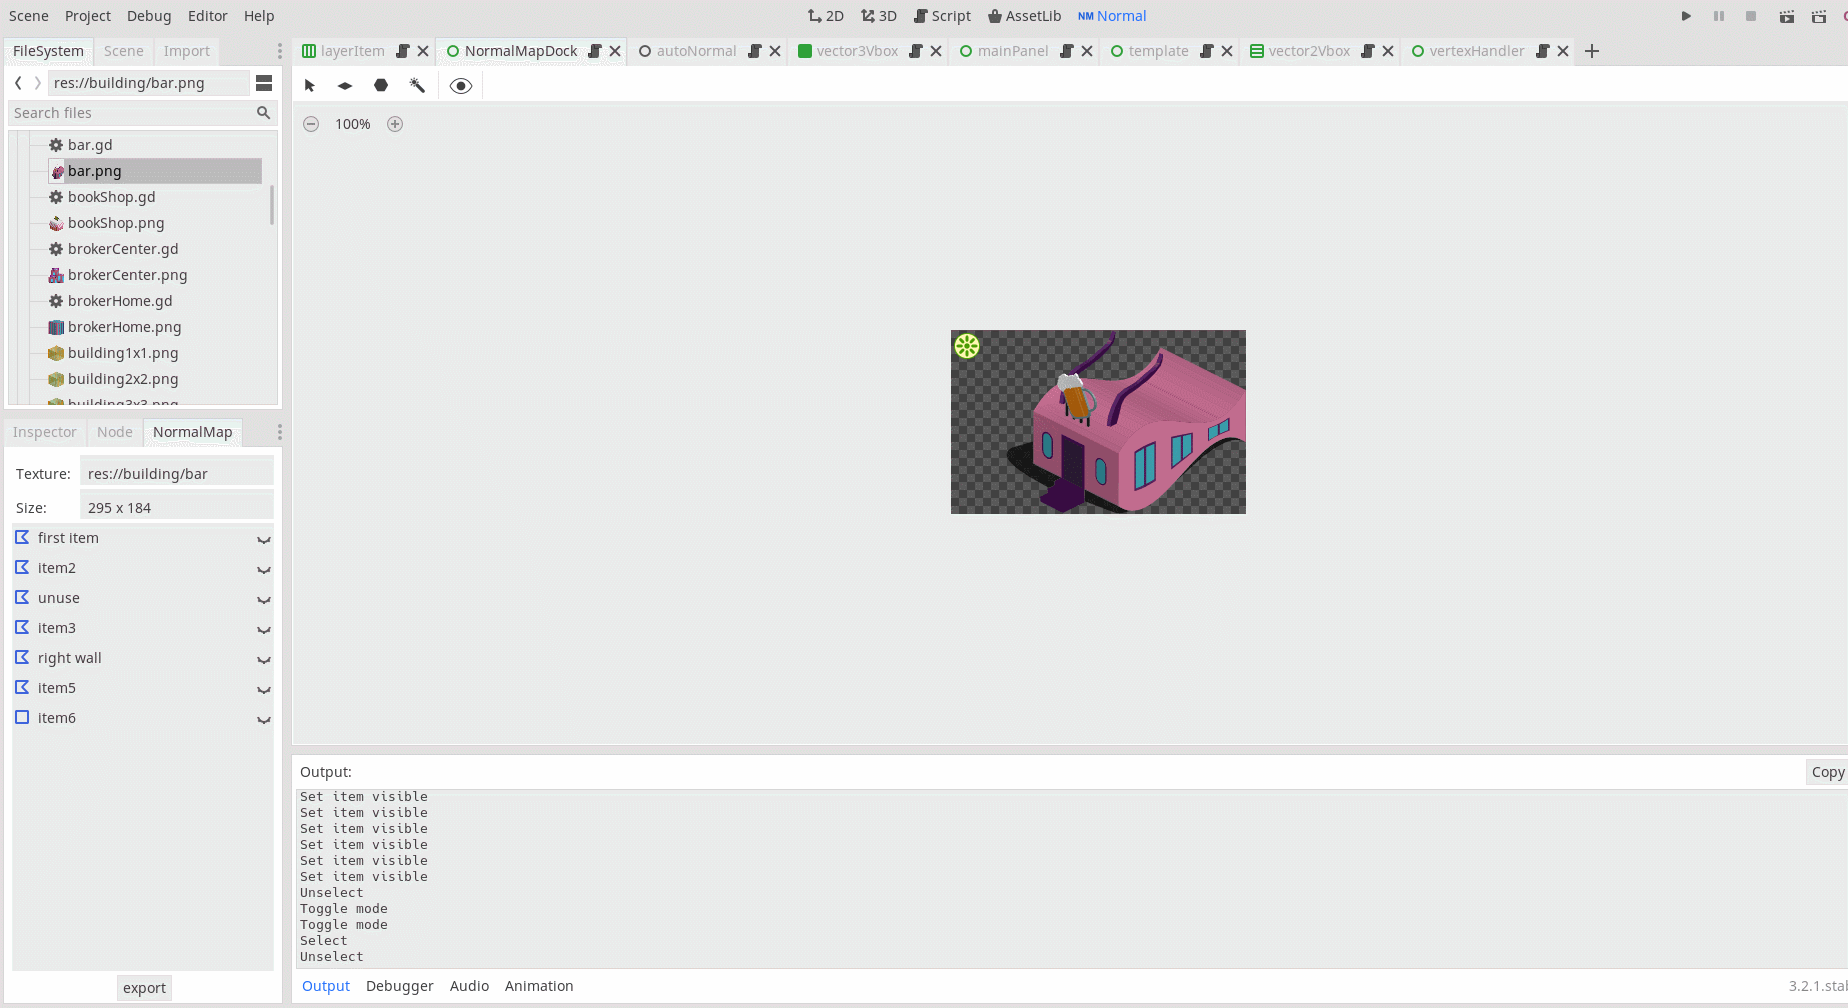 Scene Project Debug Editor Help 2D 3D Script AssetLib NM Normal
FileSystem Scene Import
layerItem NormalMapDock autoNormal vector3Vbox mainPanel template vector2Vbox vertexHandler
res://building/bar.png
Search files
100%
bar.gd
bar.png
bookShop.gd
bookShop.png
brokerCenter.gd
brokerCenter.png
brokerHome.gd
brokerHome.png
building1x1.png
building2x2.png
building3x3.png
Inspector Node NormalMap
Texture: res://building/bar
Size: 295 x 184
first item
item2
unuse
item3
right wall
item5
item6
export
Output: Copy
Set item visible
Set item visible
Set item visible
Set item visible
Set item visible
Set item visible
Unselect
Toggle mode
Toggle mode
Select
Unselect
Output Debugger Audio Animation 3.2.1.sta